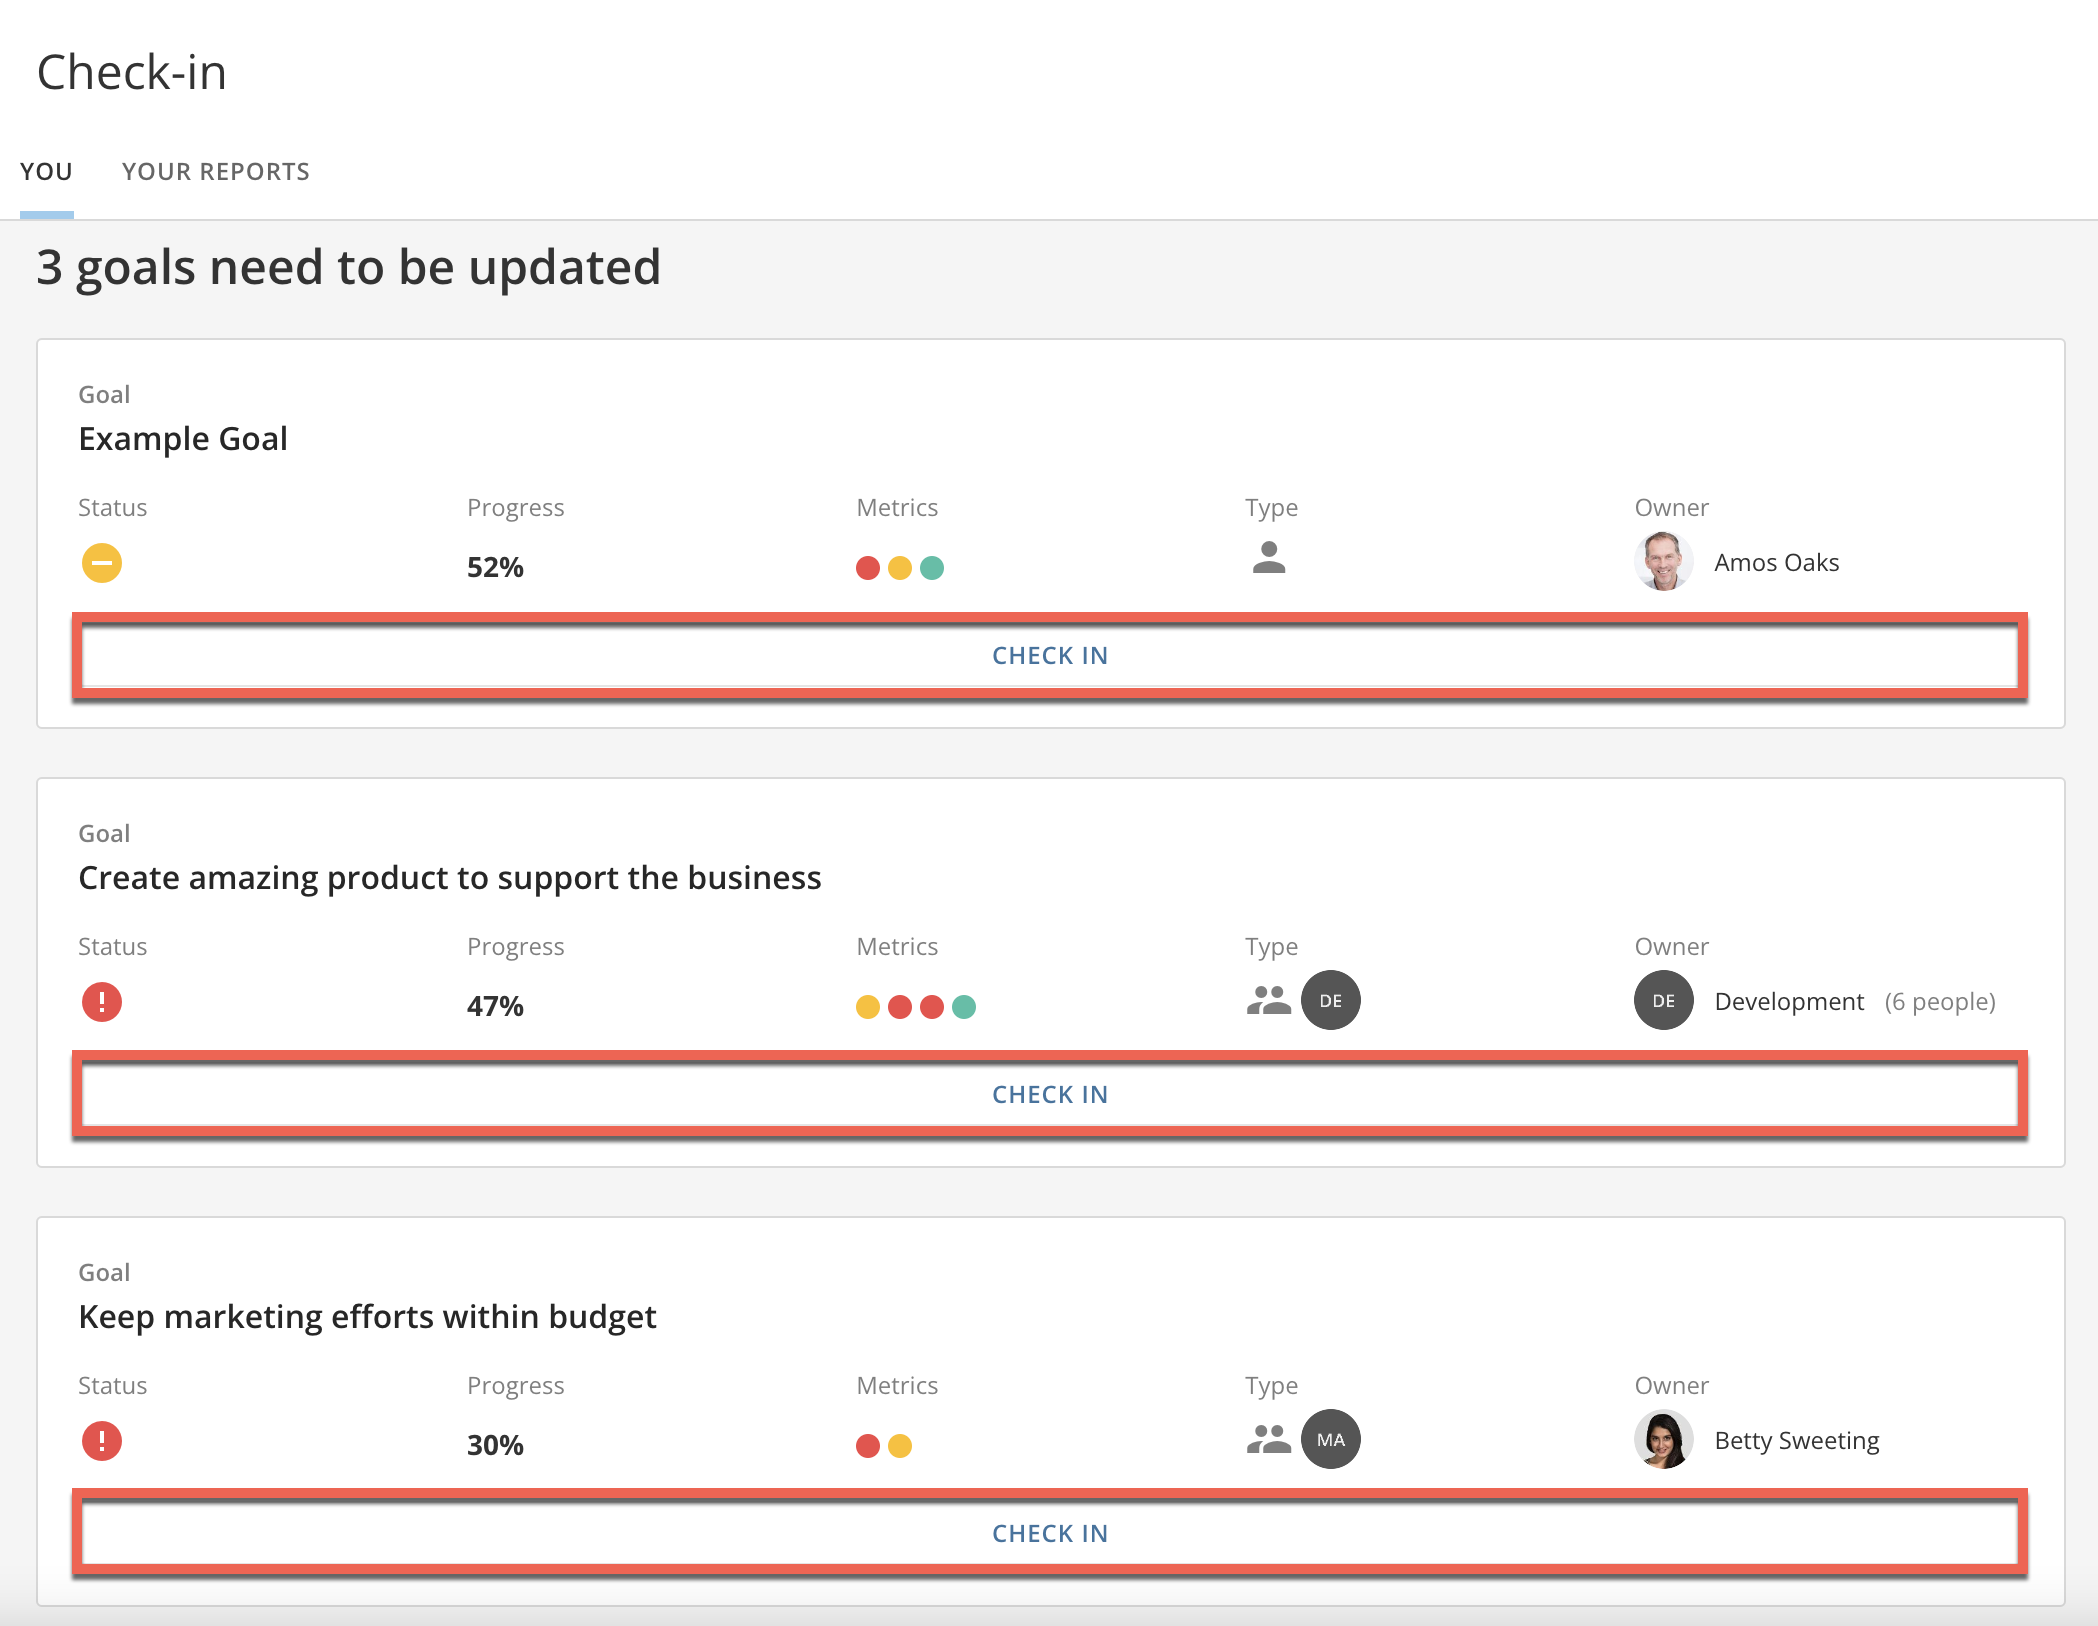 Check-in
YOU YOUR REPORTS
3 goals need to be updated
Goal
Example Goal
Status Progress Metrics Type Owner
52% Amos Oaks
CHECK IN
Goal
Create amazing product to support the business
Status Progress Metrics Type Owner
47% DE DE Development (6 people)
CHECK IN
Goal
Keep marketing efforts within budget
Status Progress Metrics Type Owner
30% MA Betty Sweeting
CHECK IN